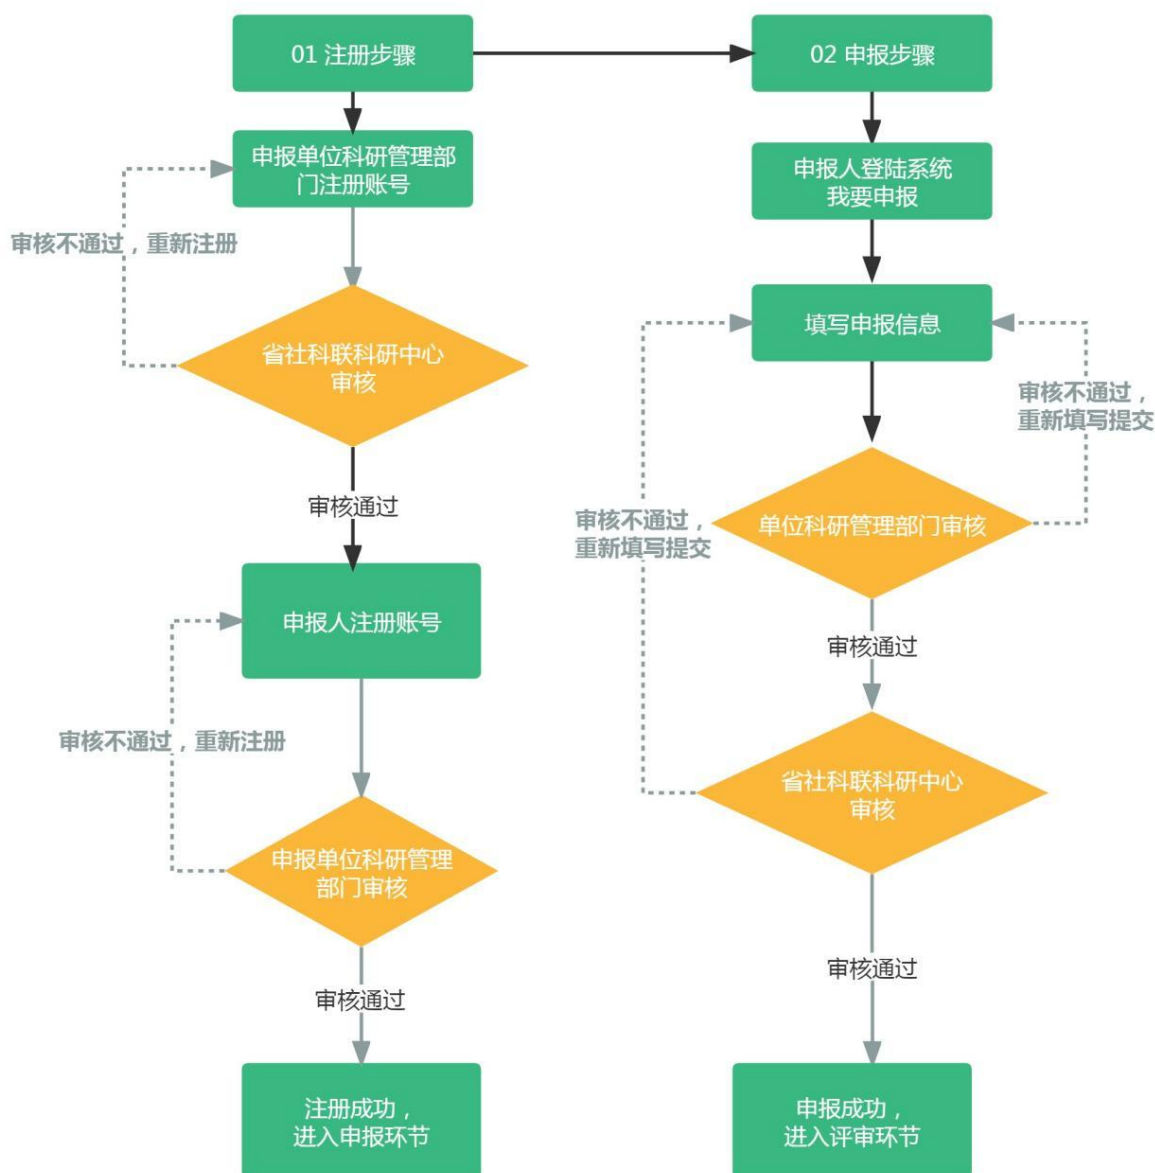 01 注册步骤
申报单位科研管理部
门注册账号
审核不通过，重新注册
省社科联科研中心
审核
审核通过
申报人注册账号
审核不通过，重新注册
申报单位科研管理
部门审核
审核通过
注册成功，
进入申报环节
02 申报步骤
申报人登陆系统
我要申报
填写申报信息
审核不通过，
重新填写提交
单位科研管理部门审核
审核不通过，
重新填写提交
审核通过
省社科联科研中心
审核
审核通过
申报成功，
进入评审环节